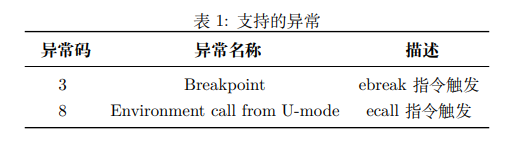 表 1: 支持的异常
异常码 异常名称 描述
3 Breakpoint ebreak 指令触发
8 Environment call from U-mode ecall 指令触发